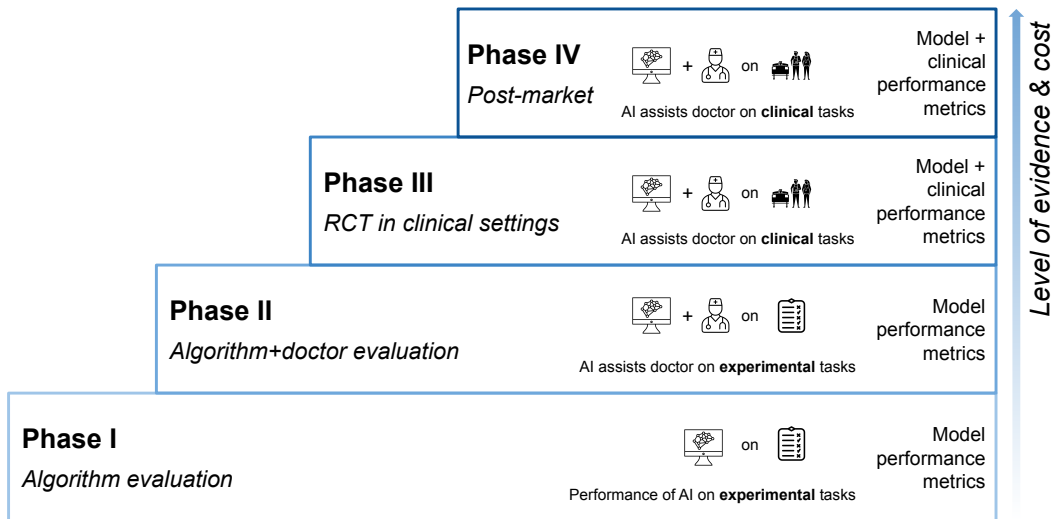 Phase IV
Post-market
+
on
AI assists doctor on clinical tasks
Model +
clinical
performance
metrics
Phase III
RCT in clinical settings
+
on
AI assists doctor on clinical tasks
Model +
clinical
performance
metrics
Phase II
Algorithm+doctor evaluation
+
on
AI assists doctor on experimental tasks
Model
performance
metrics
Phase I
Algorithm evaluation
on
Performance of AI on experimental tasks
Model
performance
metrics
Level of evidence & cost